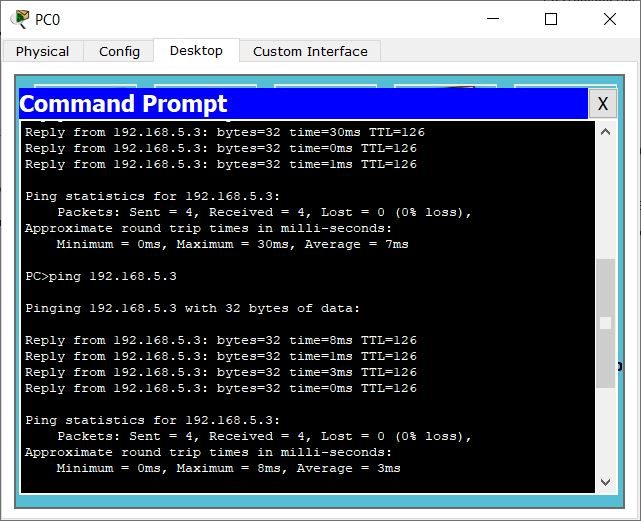 PC0
Physical Config Desktop Custom Interface
Command Prompt X
Reply from 192.168.5.3: bytes=32 time=30ms TTL=126
Reply from 192.168.5.3: bytes=32 time=0ms TTL=126
Reply from 192.168.5.3: bytes=32 time=1ms TTL=126
Ping statistics for 192.168.5.3:
Packets: Sent = 4, Received = 4, Lost = 0 (0% loss),
Approximate round trip times in milli-seconds:
Minimum = 0ms, Maximum = 30ms, Average = 7ms
PC>ping 192.168.5.3
Pinging 192.168.5.3 with 32 bytes of data:
Reply from 192.168.5.3: bytes=32 time=8ms TTL=126
Reply from 192.168.5.3: bytes=32 time=1ms TTL=126
Reply from 192.168.5.3: bytes=32 time=3ms TTL=126
Reply from 192.168.5.3: bytes=32 time=0ms TTL=126
Ping statistics for 192.168.5.3:
Packets: Sent = 4, Received = 4, Lost = 0 (0% loss),
Approximate round trip times in milli-seconds:
Minimum = 0ms, Maximum = 8ms, Average = 3ms